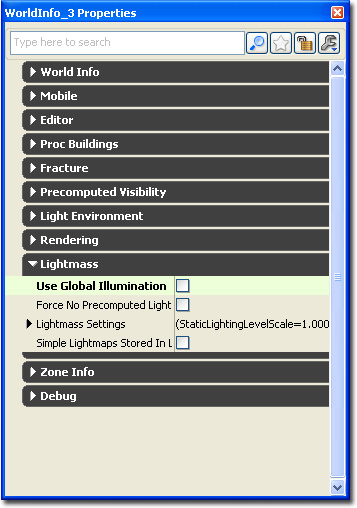 WorldInfo_3 Properties
Type here to search
World Info
Mobile
Editor
Proc Buildings
Fracture
Precomputed Visibility
Light Environment
Rendering
Lightmass
Use Global Illumination
Force No Precomputed Light
Lightmass Settings (StaticLightingLevelScale=1.000
Simple Lightmaps Stored In L
Zone Info
Debug